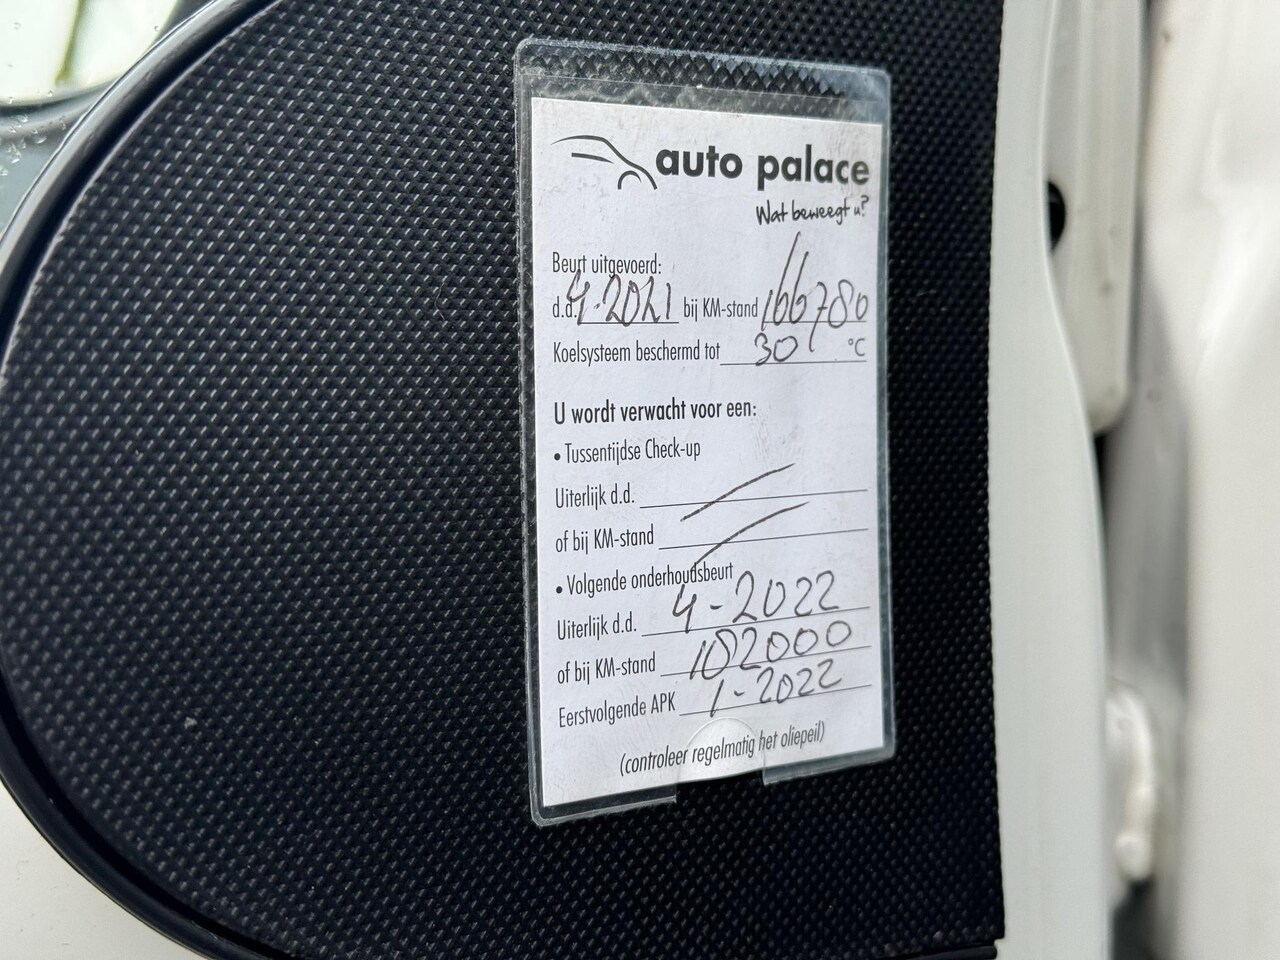 auto palace
Wat beweegt u?
Beurt uitgevoerd:
d.d. 4-2021 bij KM-stand 166780
Koelsysteem beschermd tot 30 °C
U wordt verwacht voor een:
• Tussentijdse Check-up
Uiterlijk d.d.
of bij KM-stand
• Volgende onderhoudsbeurt
Uiterlijk d.d. 4-2022
of bij KM-stand 182000
Eerstvolgende APK 1-2022
(controleer regelmatig het oliepeil)